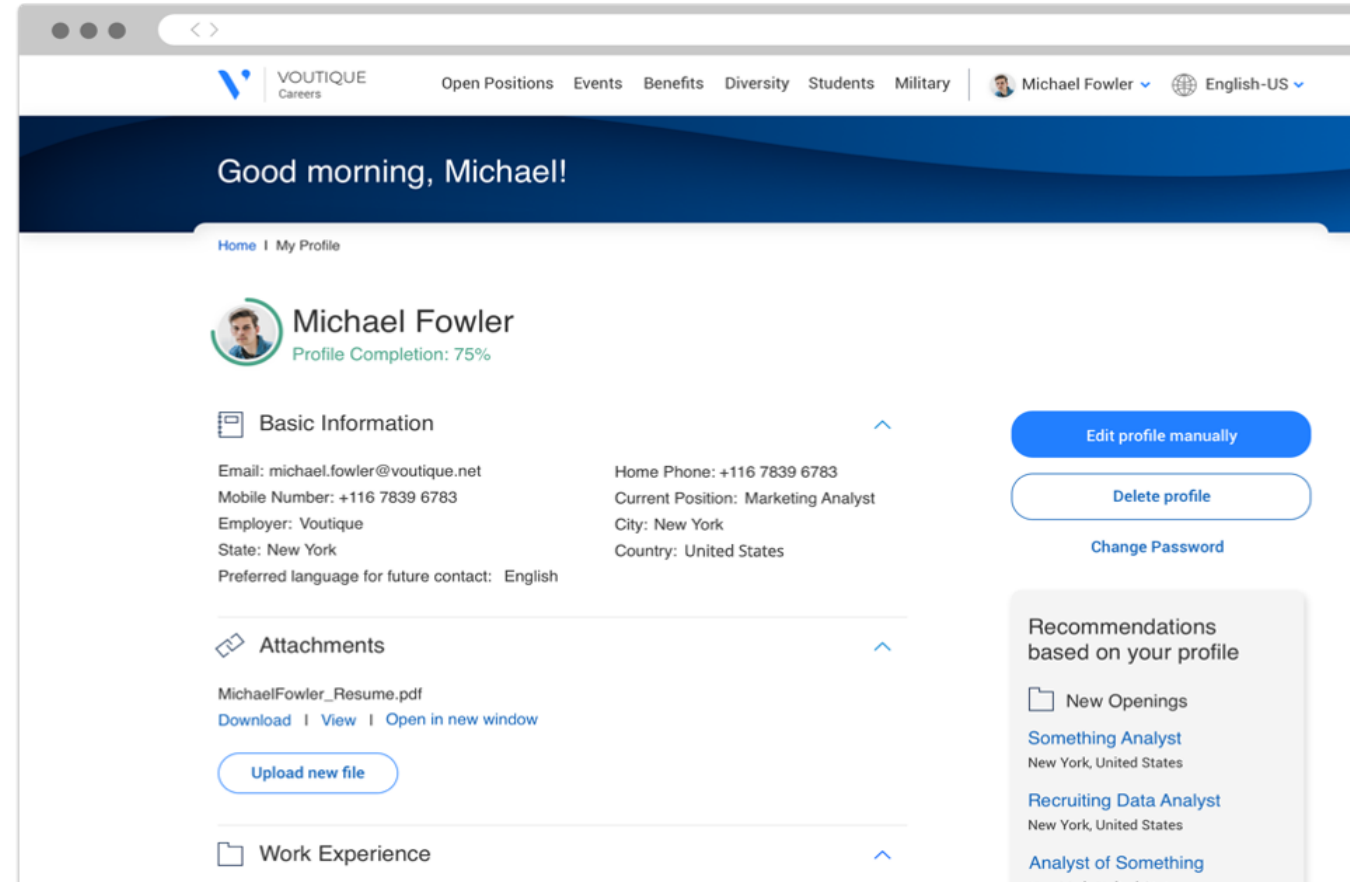 VOUTIQUE
Careers
Open Positions Events Benefits Diversity Students Military Michael Fowler English-US
Good morning, Michael!
Home I My Profile
Michael Fowler
Profile Completion: 75%
Basic Information
Email: michael.fowler@voutique.net
Mobile Number: +116 7839 6783
Employer: Voutique
State: New York
Preferred language for future contact: English
Home Phone: +116 7839 6783
Current Position: Marketing Analyst
City: New York
Country: United States
Attachments
MichaelFowler_Resume.pdf
Download I View I Open in new window
Upload new file
Work Experience
Edit profile manually
Delete profile
Change Password
Recommendations
based on your profile
New Openings
Something Analyst
New York, United States
Recruiting Data Analyst
New York, United States
Analyst of Something